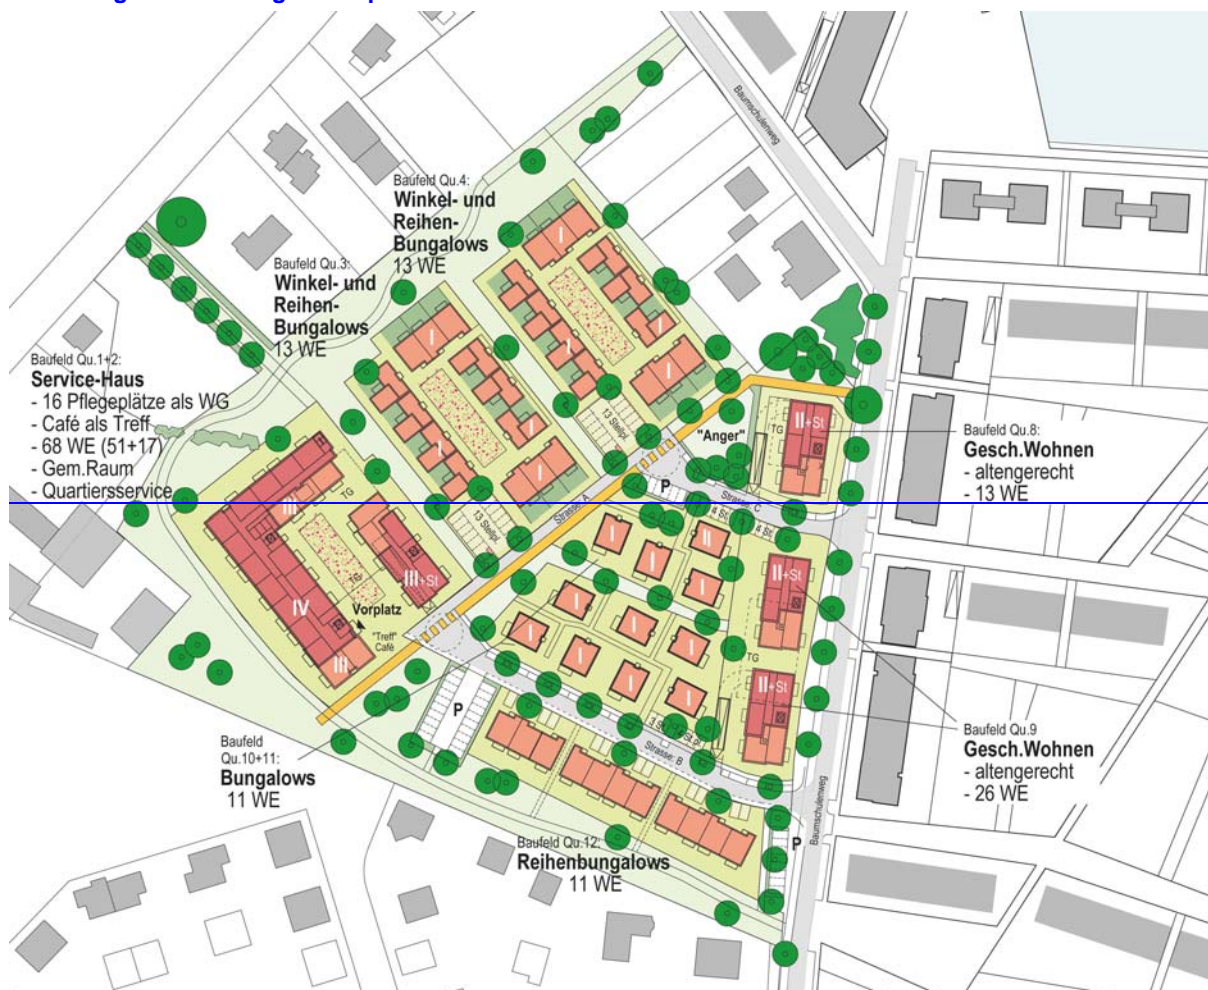 Baumschulenweg
Baufeld Qu.4:
Winkel- und
Reihen-
Bungalows
13 WE
Baufeld Qu.3:
Winkel- und
Reihen-
Bungalows
13 WE
Baufeld Qu.1+2:
Service-Haus
- 16 Pflegeplätze als WG
- Café als Treff
- 68 WE (51+17)
- Gem.Raum
- Quartiersservice
I
I
I
I
I
I
I
I
13 Stellpl.
13 Stellpl.
"Anger"
II+St
TG
Baufeld Qu.8:
Gesch.Wohnen
- altengerecht
- 13 WE
P
Strasse A
Strasse C
4 St.
4 St.
III
TG
TG
III+St
IV
III
Vorplatz
"Treff"
Café
I
I
II
I
I
I
I
I
I
I
I
II+St
TG
II+St
P
Strasse B
Baufeld Qu.9
Gesch.Wohnen
- altengerecht
- 26 WE
Baufeld
Qu.10+11:
Bungalows
11 WE
Baufeld Qu.12:
Reihenbungalows
11 WE
P
Baumschulenweg